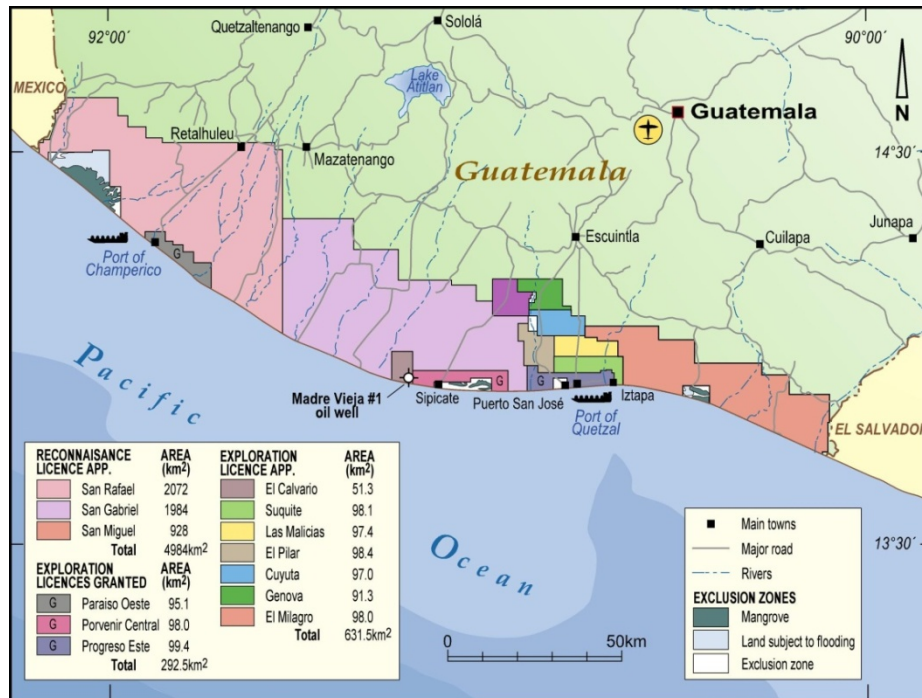 92°00´
90°00´
Quetzaltenango
Sololá
MEXICO
Lake
Atitlan
N
Guatemala
Retalhuleu
Mazatenango
14°30´
Guatemala
Junapa
Escuintla
Cuilapa
G
Port of
Champerico
Pacific
Madre Vieja #1
oil well
Sipicate
G
G
Puerto San José
Iztapa
Port of
Quetzal
EL SALVADOR
Ocean
13°30´
RECONNAISANCE AREA
LICENCE APP. (km2)
San Rafael 2072
San Gabriel 1984
San Miguel 928
Total 4984km2
EXPLORATION AREA
LICENCES GRANTED (km2)
G Paraiso Oeste 95.1
G Porvenir Central 98.0
G Progreso Este 99.4
Total 292.5km2
EXPLORATION AREA
LICENCE APP. (km2)
El Calvario 51.3
Suquite 98.1
Las Malicias 97.4
El Pilar 98.4
Cuyuta 97.0
Genova 91.3
El Milagro 98.0
Total 631.5km2
0 50km
Main towns
Major road
Rivers
EXCLUSION ZONES
Mangrove
Land subject to flooding
Exclusion zone